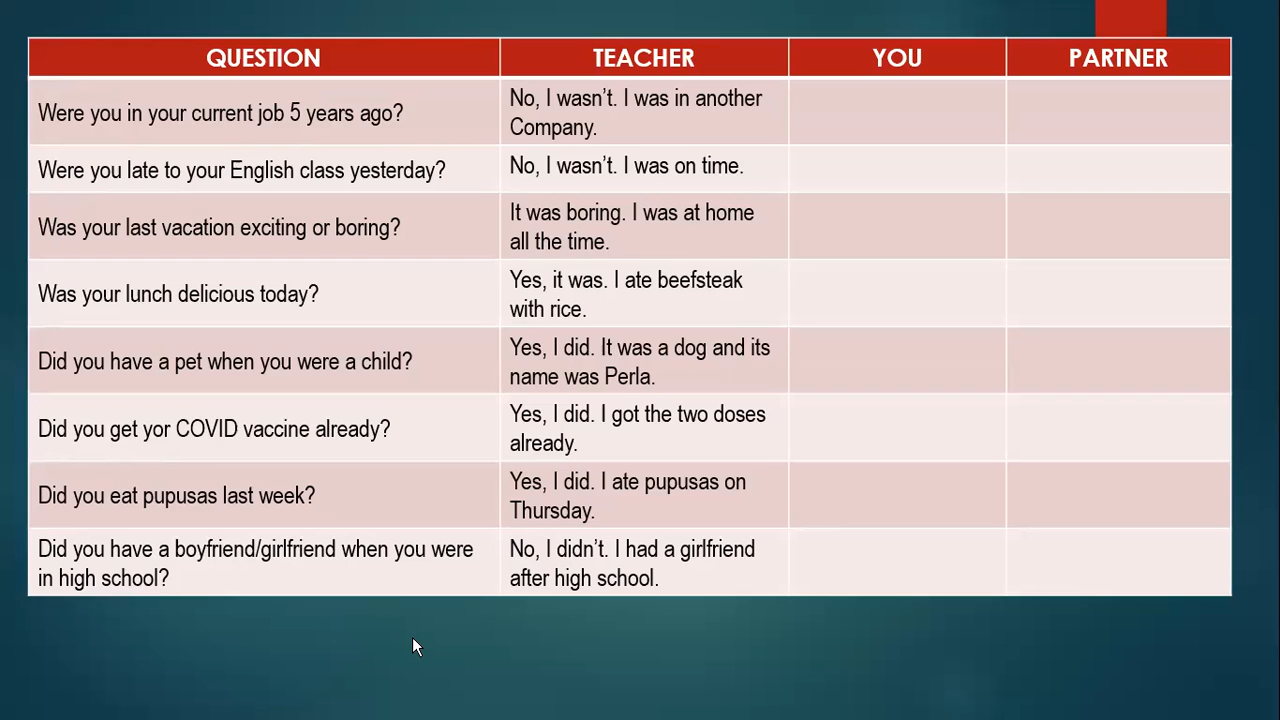 QUESTION TEACHER YOU PARTNER
Were you in your current job 5 years ago?
No, I wasn’t. I was in another
Company.
Were you late to your English class yesterday?
No, I wasn’t. I was on time.
Was your last vacation exciting or boring?
It was boring. I was at home
all the time.
Was your lunch delicious today?
Yes, it was. I ate beefsteak
with rice.
Did you have a pet when you were a child?
Yes, I did. It was a dog and its
name was Perla.
Did you get yor COVID vaccine already?
Yes, I did. I got the two doses
already.
Did you eat pupusas last week?
Yes, I did. I ate pupusas on
Thursday.
Did you have a boyfriend/girlfriend when you were
in high school?
No, I didn’t. I had a girlfriend
after high school.